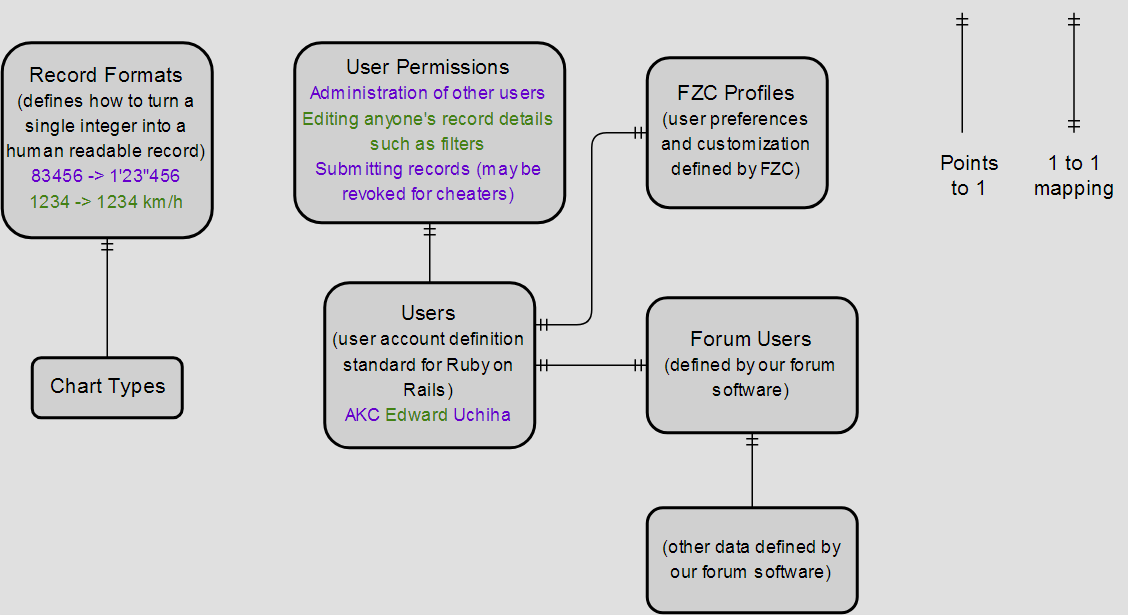 Record Formats
(defines how to turn a
single integer into a
human readable record)
83456 -> 1'23"456
1234 -> 1234 km/h
Chart Types
User Permissions
Administration of other users
Editing anyone's record details
such as filters
Submitting records (may be
revoked for cheaters)
Users
(user account definition
standard for Ruby on
Rails)
AKC Edward Uchiha
FZC Profiles
(user preferences
and customization
defined by FZC)
Forum Users
(defined by our forum
software)
(other data defined by
our forum software)
Points
to 1
1 to 1
mapping